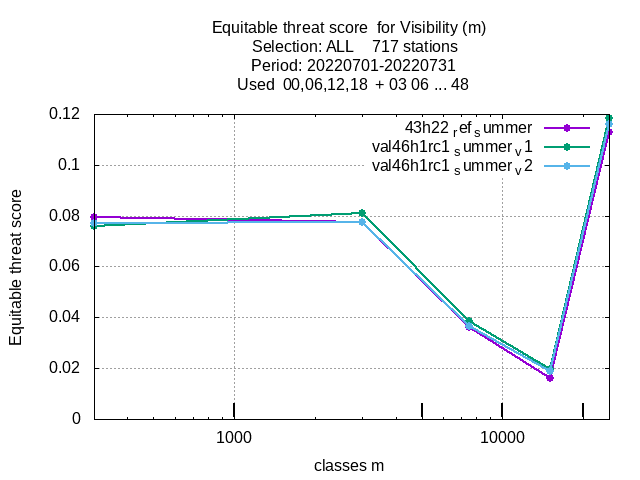 Equitable threat score  for Visibility (m)
Selection: ALL    717 stations
Period: 20220701-20220731
Used  00,06,12,18  + 03 06 ... 48
43h22 ref summer
val46h1rc1 summer v1
val46h1rc1 summer v2
0.12
0.1
0.08
0.06
0.04
0.02
0
Equitable threat score
1000
10000
classes m